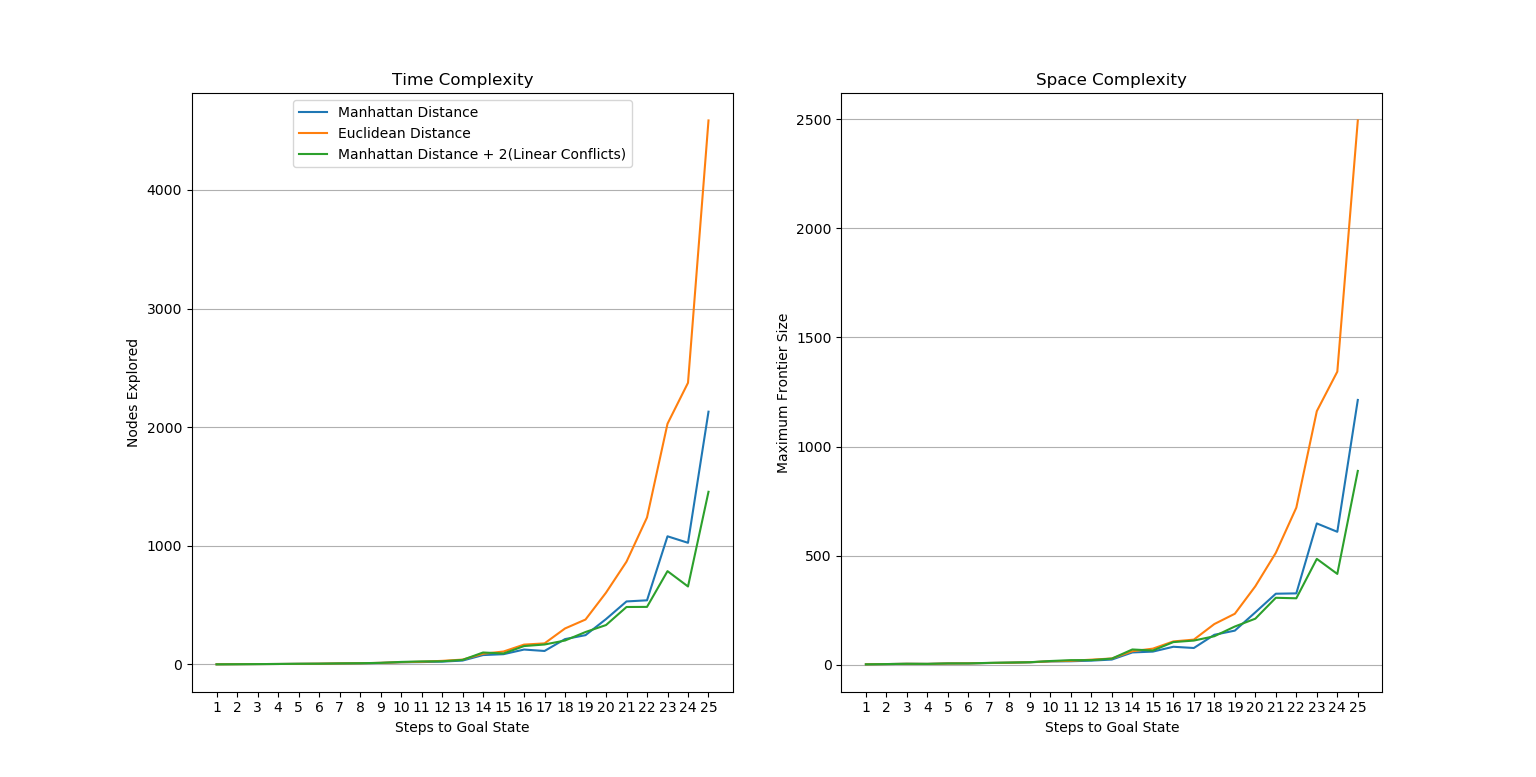 Time Complexity
Manhattan Distance
Euclidean Distance
Manhattan Distance + 2(Linear Conflicts)
4000
3000
2000
1000
0
Nodes Explored
1 2 3 4 5 6 7 8 9 10 11 12 13 14 15 16 17 18 19 20 21 22 23 24 25
Steps to Goal State
Space Complexity
2500
2000
1500
1000
500
0
Maximum Frontier Size
1 2 3 4 5 6 7 8 9 10 11 12 13 14 15 16 17 18 19 20 21 22 23 24 25
Steps to Goal State